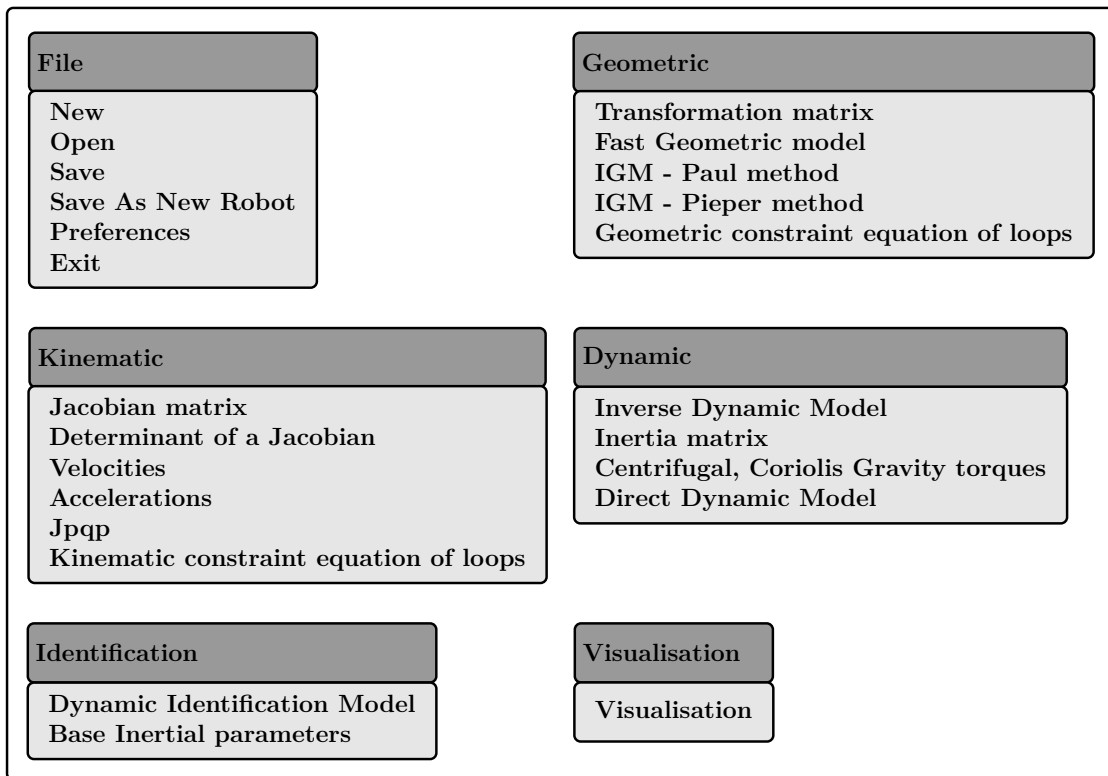 File
New
Open
Save
Save As New Robot
Preferences
Exit
Geometric
Transformation matrix
Fast Geometric model
IGM - Paul method
IGM - Pieper method
Geometric constraint equation of loops
Kinematic
Jacobian matrix
Determinant of a Jacobian
Velocities
Accelerations
Jpqp
Kinematic constraint equation of loops
Dynamic
Inverse Dynamic Model
Inertia matrix
Centrifugal, Coriolis Gravity torques
Direct Dynamic Model
Identification
Dynamic Identification Model
Base Inertial parameters
Visualisation
Visualisation